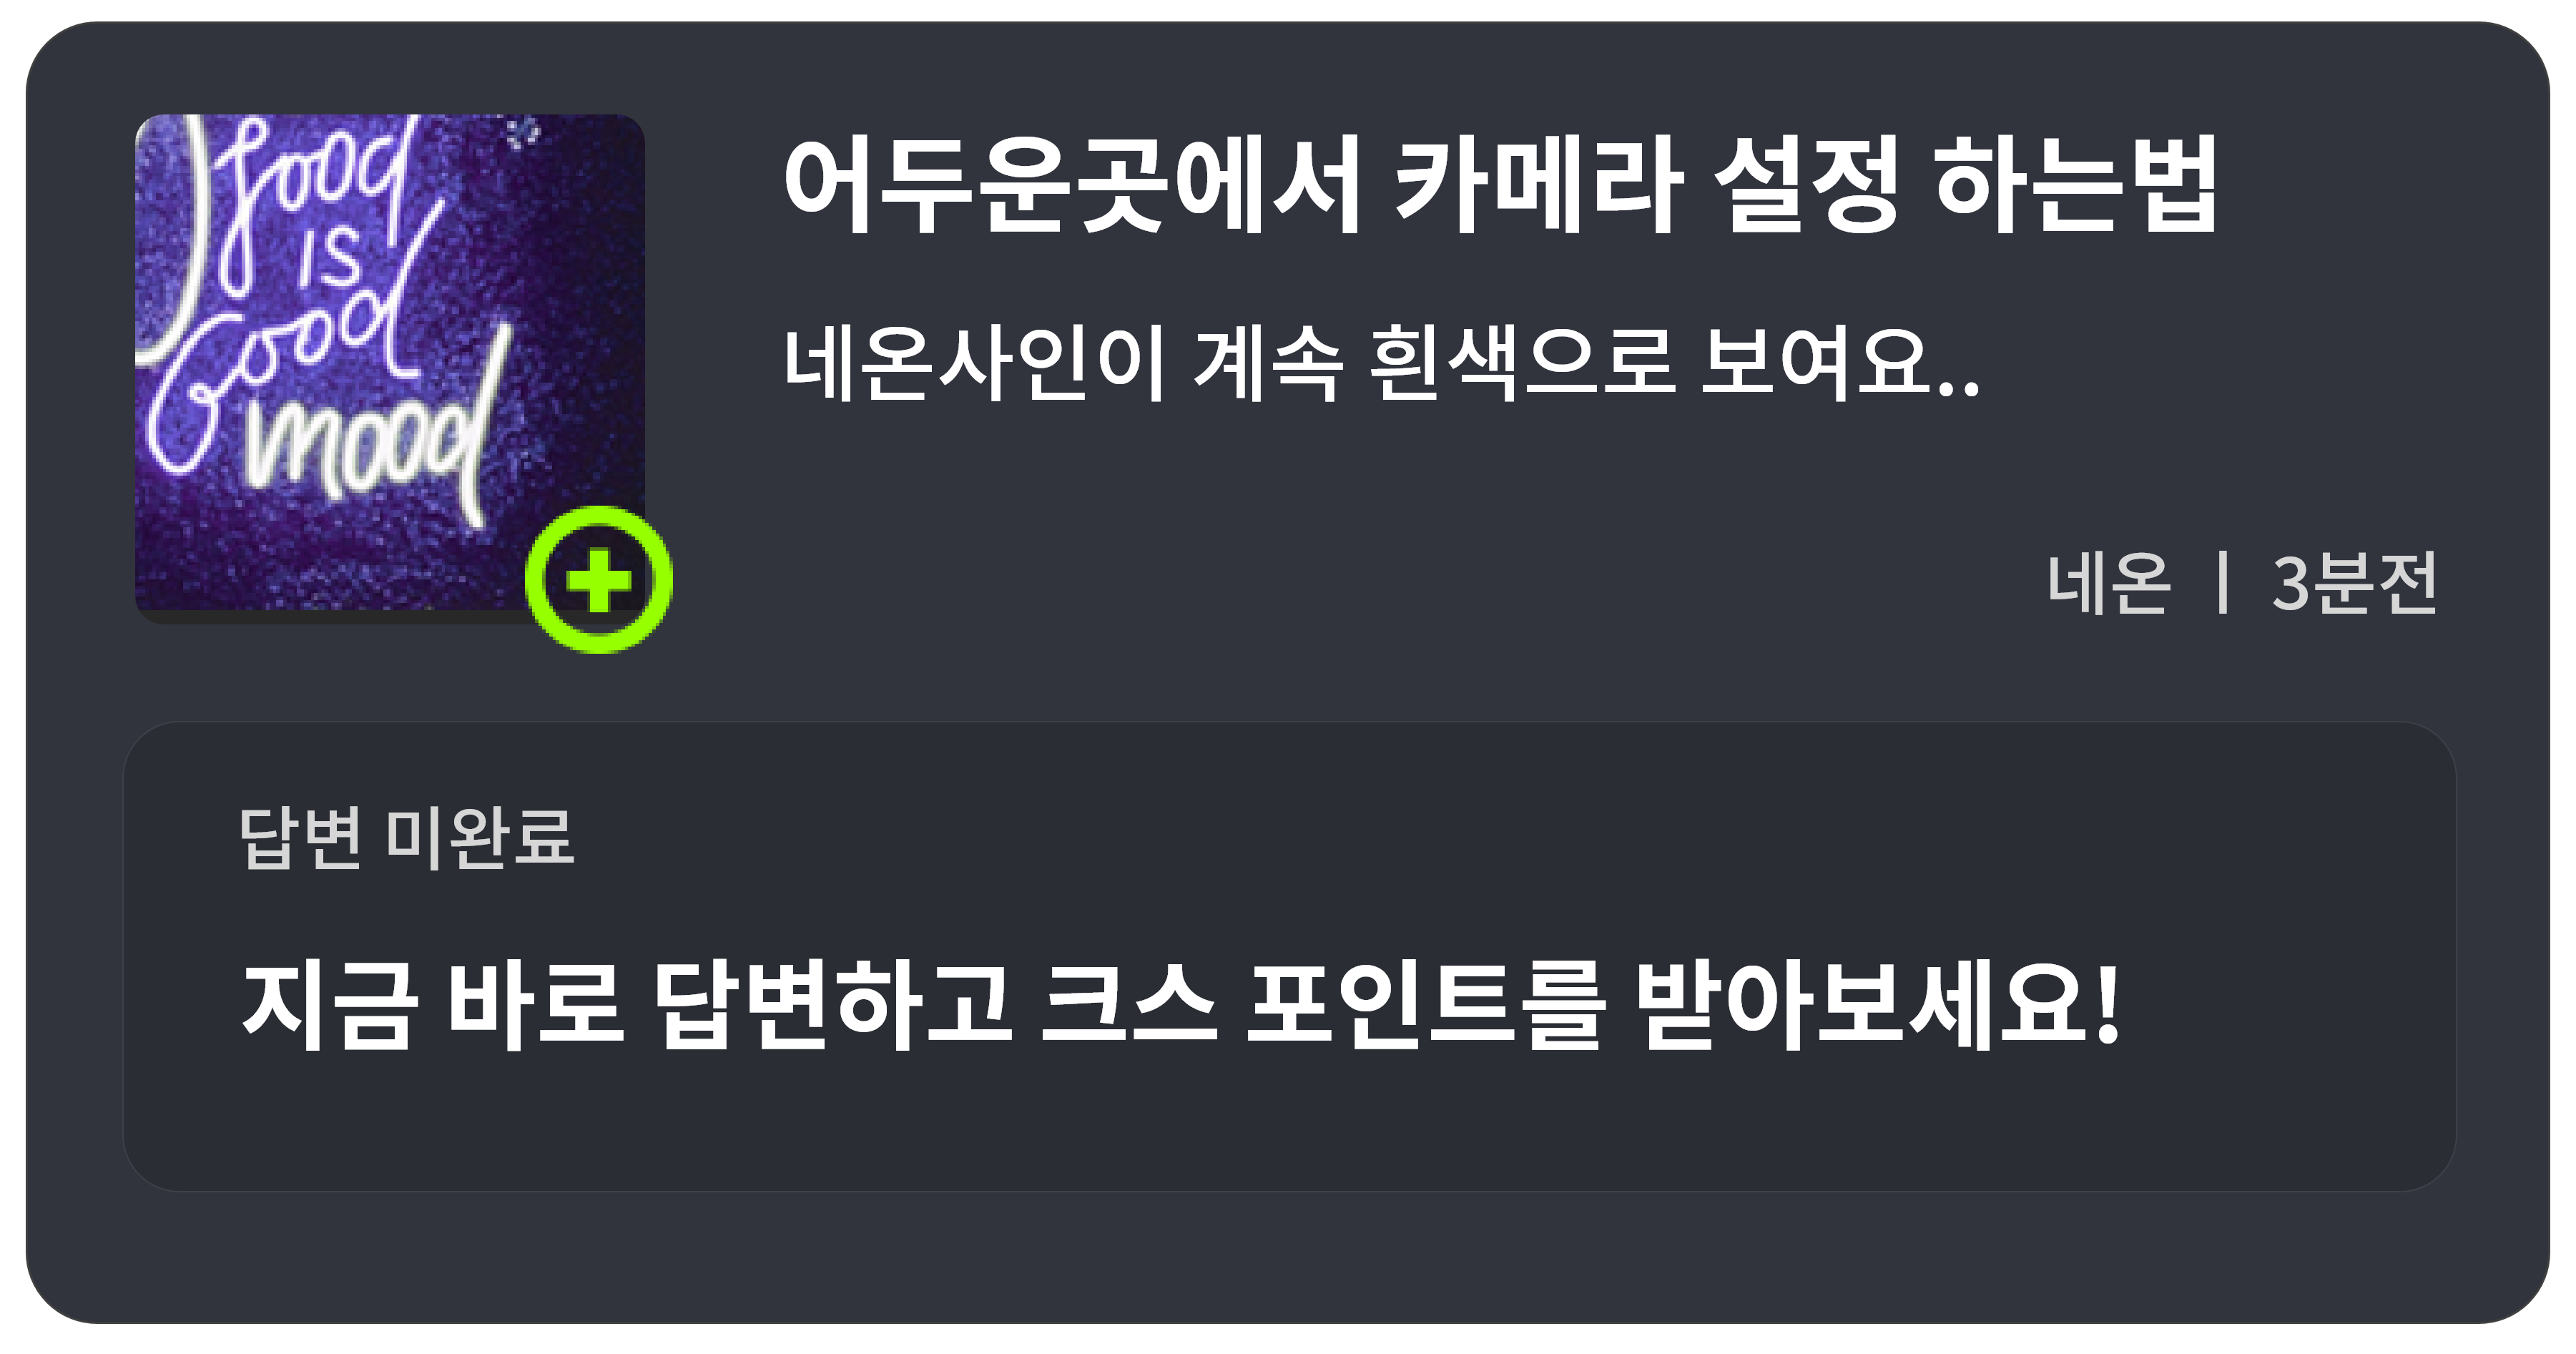 food
is
Good
mood
어두운곳에서 카메라 설정 하는법
네온사인이 계속 흰색으로 보여요..
네온 | 3분전
답변 미완료
지금 바로 답변하고 크스 포인트를 받아보세요!